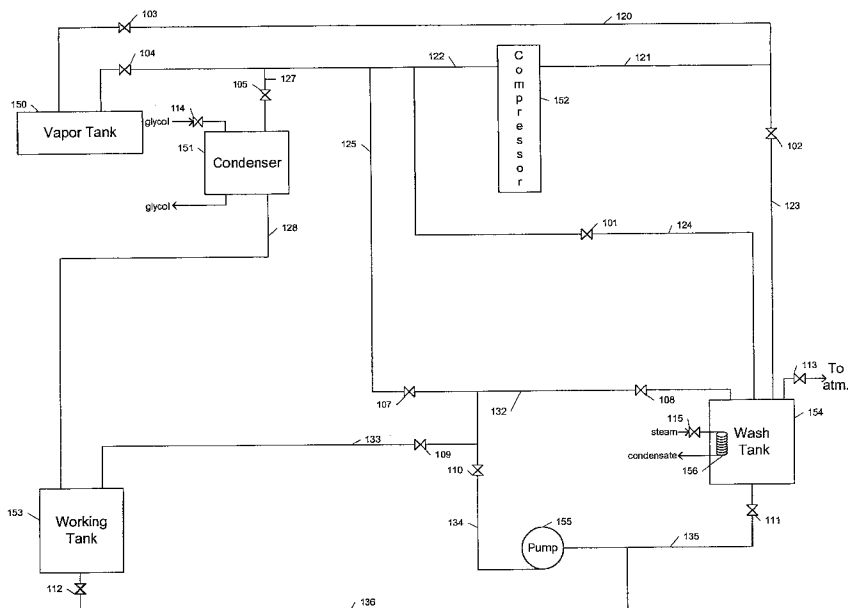 103
120
104
122
Compressor
121
127
105
150
Vapor Tank
glycol
114
152
151
Condenser
102
125
glycol
123
128
101
124
113
To
atm.
107
132
108
154
115
steam
Wash
Tank
condensate
156
133
109
110
153
Working
Tank
134
155
Pump
135
111
112
136